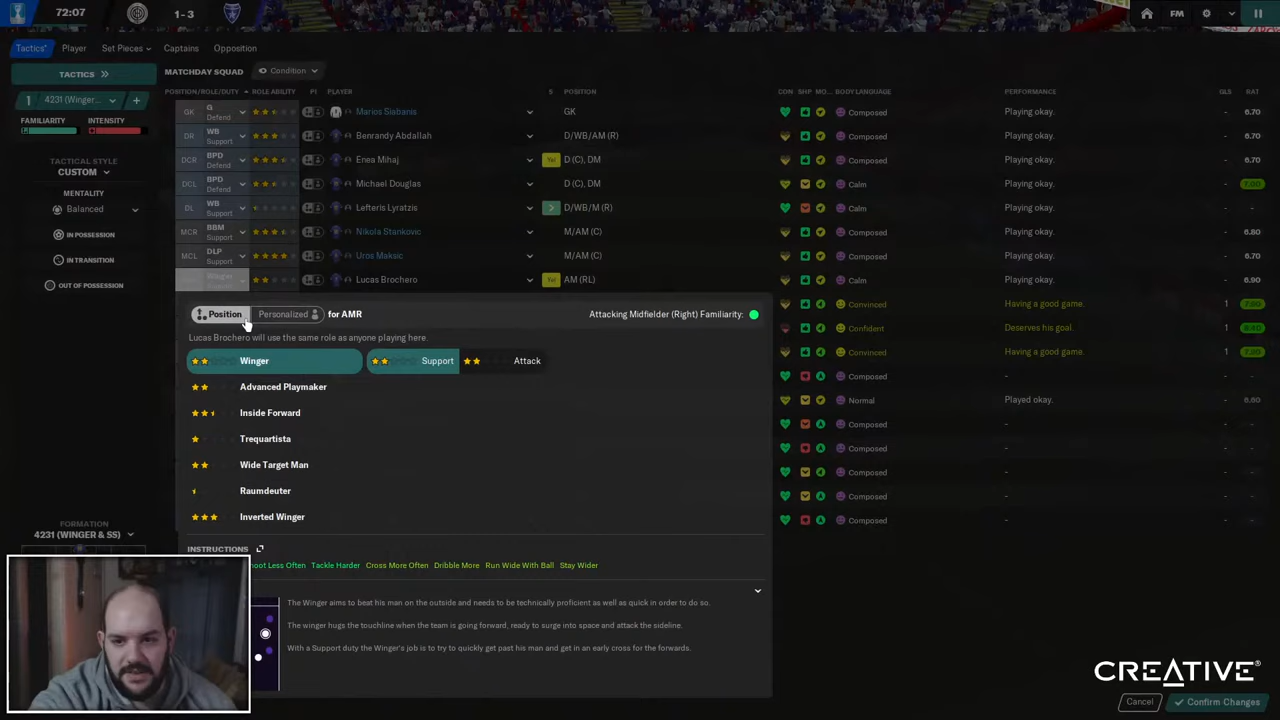 72:07 1 - 3 FM
Tactics* Player Set Pieces Captains Opposition
TACTICS MATCHDAY SQUAD Condition
POSITION/ROLE/DUTY ROLE ABILITY PI PLAYER S POSITION CON SHP MO... BODY LANGUAGE PERFORMANCE GLS RAT
1 4231 (Winger... +
GK G Defend Marios Siabanis GK Composed Playing okay. - 6.70
FAMILIARITY INTENSITY
DR WB Support Benrandy Abdallah D/WB/AM (R) Composed Playing okay. - 6.70
DCR BPD Defend Enea Mihaj Yel D (C), DM Composed Playing okay. - 6.70
TACTICAL STYLE
CUSTOM
DCL BPD Defend Michael Douglas D (C), DM Calm Playing okay. - 7.00
MENTALITY
Balanced
DL WB Support Lefteris Lyratzis D/WB/M (R) Calm Playing okay. -
IN POSSESSION
MCR BBM Support Nikola Stankovic M/AM (C) Composed Playing okay. - 6.80
IN TRANSITION
MCL DLP Support Uros Maksic M/AM (C) Composed Playing okay. -
OUT OF POSSESSION
Winger Lucas Brochero Yel AM (RL) Calm Playing okay. - 6.90
Convinced Having a good game. 1
Position Personalized for AMR Attacking Midfielder (Right) Familiarity:
Confident Deserves his goal. 1
Lucas Brochero will use the same role as anyone playing here.
Convinced Having a good game. 1
Winger Support Attack
Composed -
Advanced Playmaker
Normal Played okay. -
Inside Forward
Composed - -
Trequartista
Composed - -
Wide Target Man
Composed - -
Raumdeuter
Composed - -
Inverted Winger
Composed - -
FORMATION
4231 (WINGER & SS)
INSTRUCTIONS
hoot Less Often Tackle Harder Cross More Often Dribble More Run Wide With Ball Stay Wider
The Winger aims to beat his man on the outside and needs to be technically proficient as well as quick in order to do so.
The winger hugs the touchline when the team is going forward, ready to surge into space and attack the sideline.
With a Support duty the Winger's job is to try to quickly get past his man and get in an early cross for the forwards.
CREATIVE®
Cancel Confirm Changes